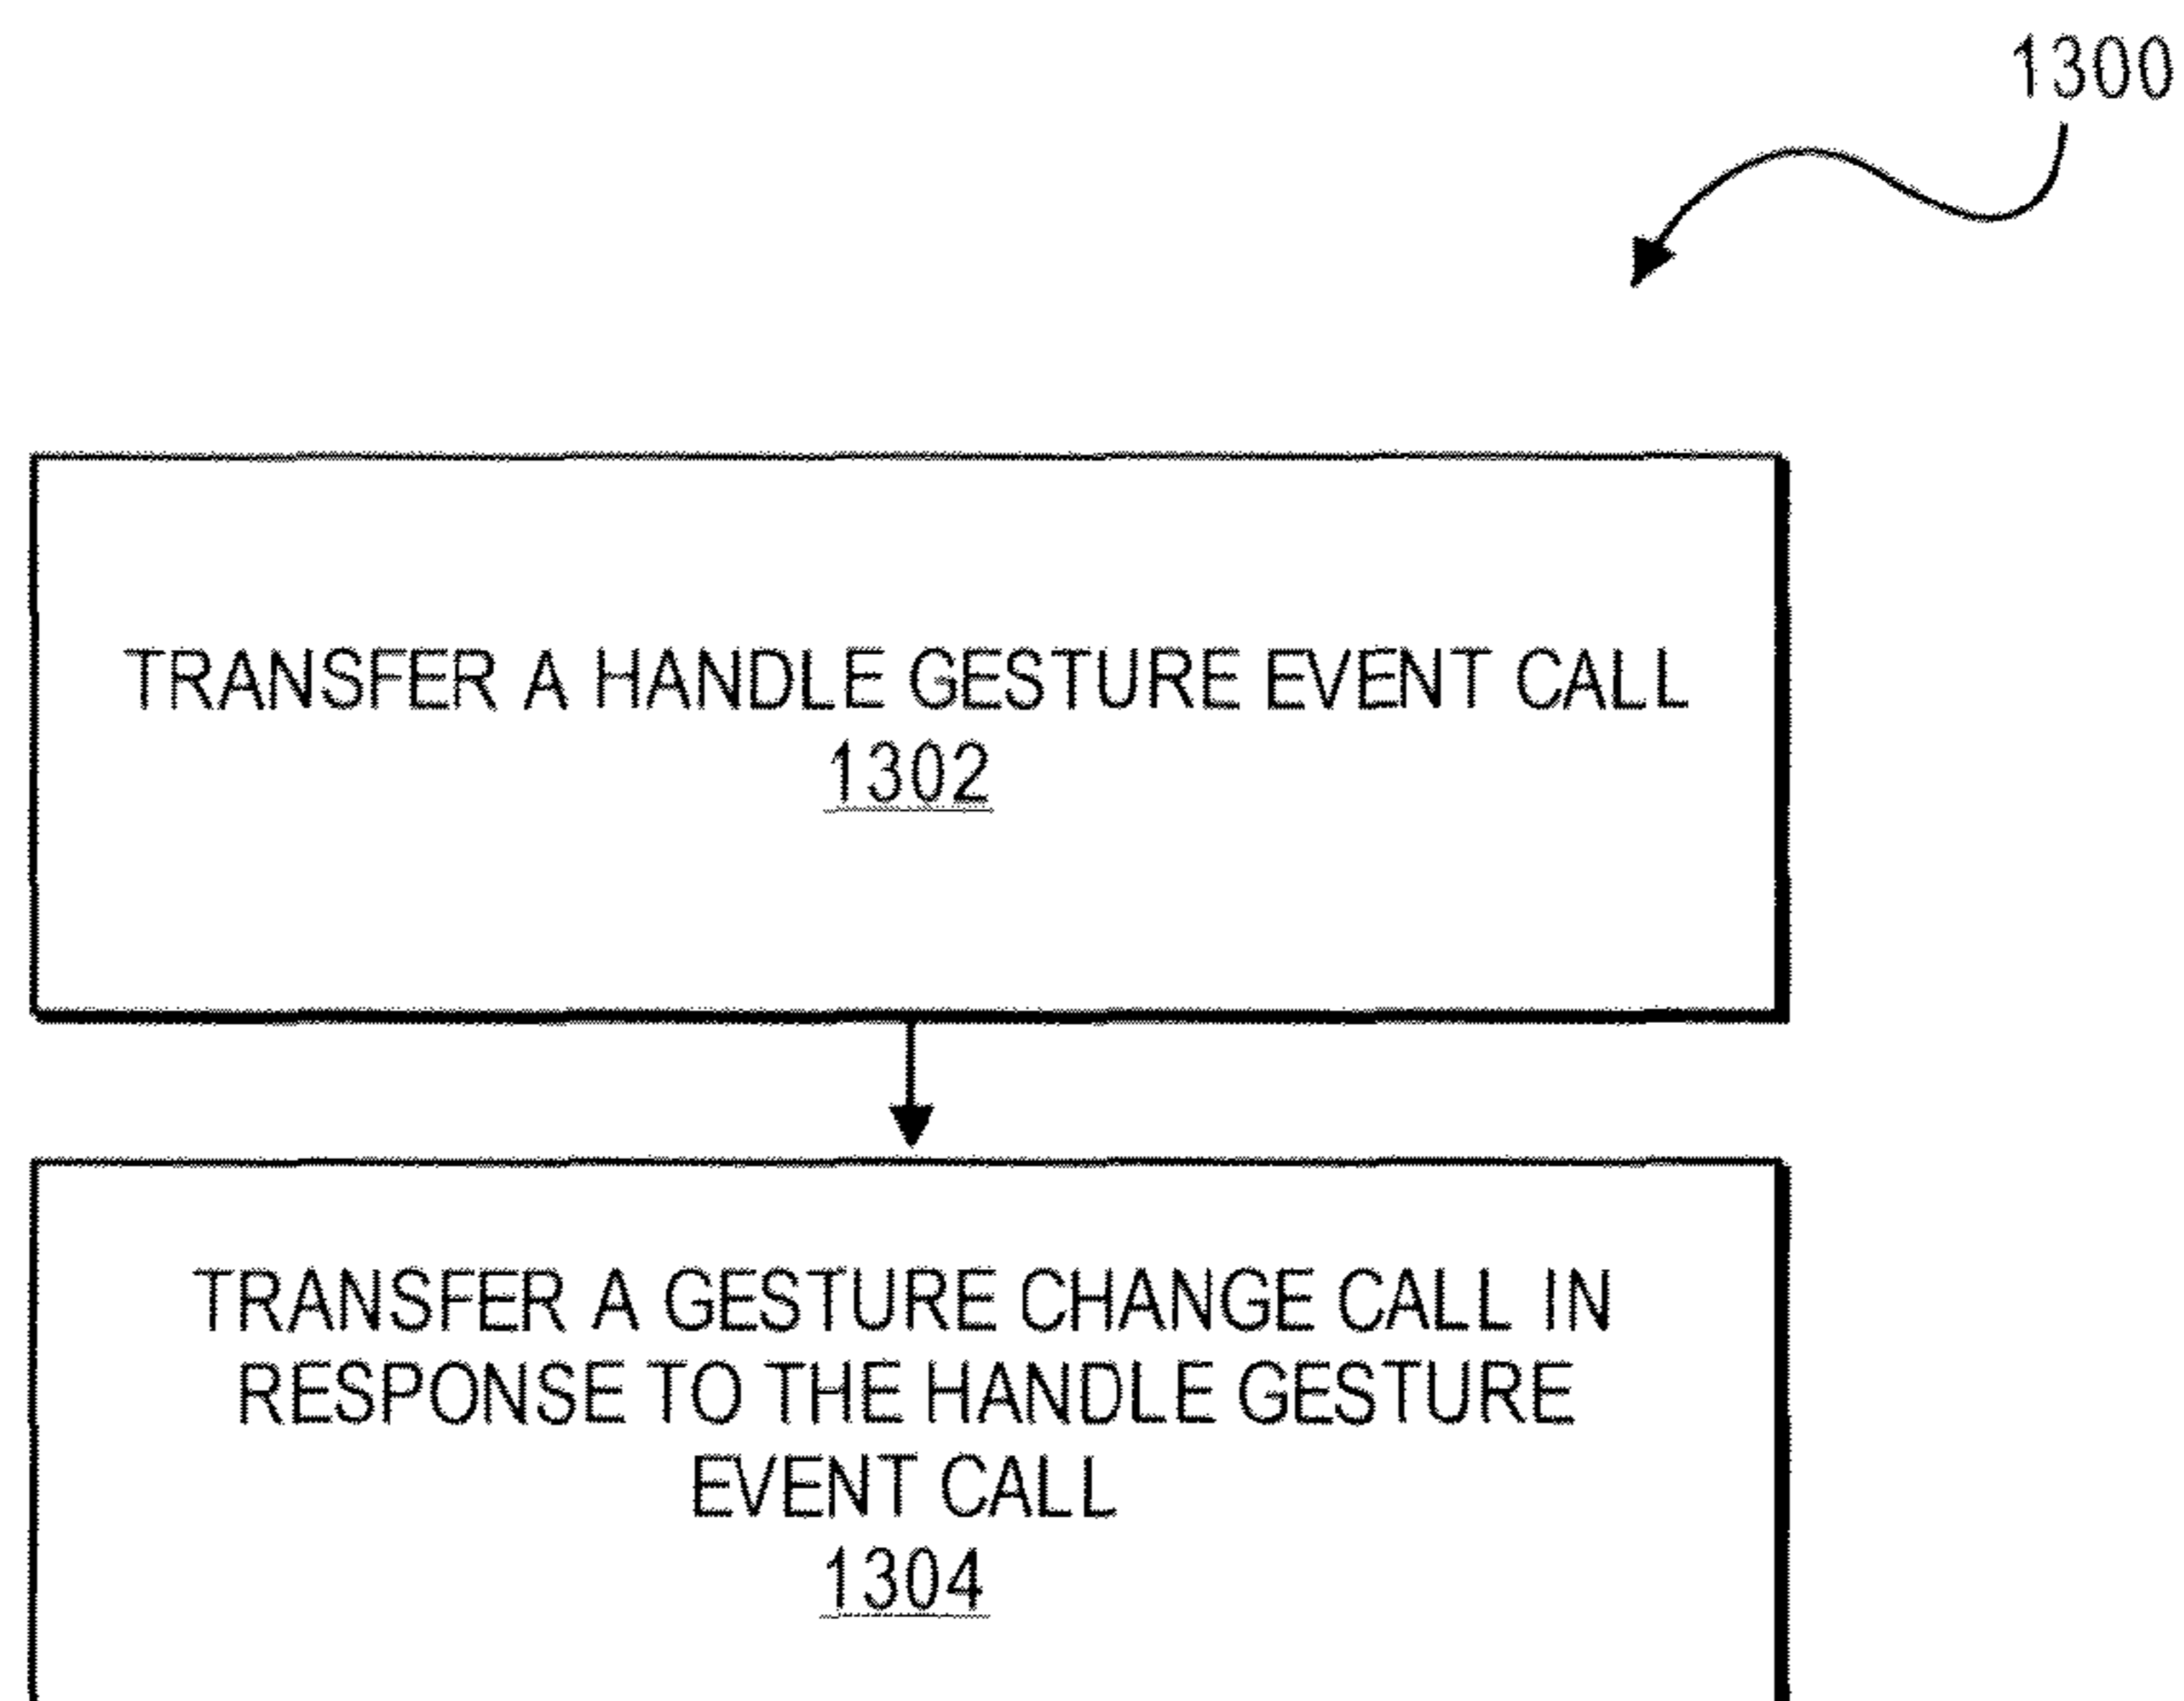 1300
TRANSFER A HANDLE GESTURE EVENT CALL
1302
TRANSFER A GESTURE CHANGE CALL IN
RESPONSE TO THE HANDLE GESTURE
EVENT CALL
1304